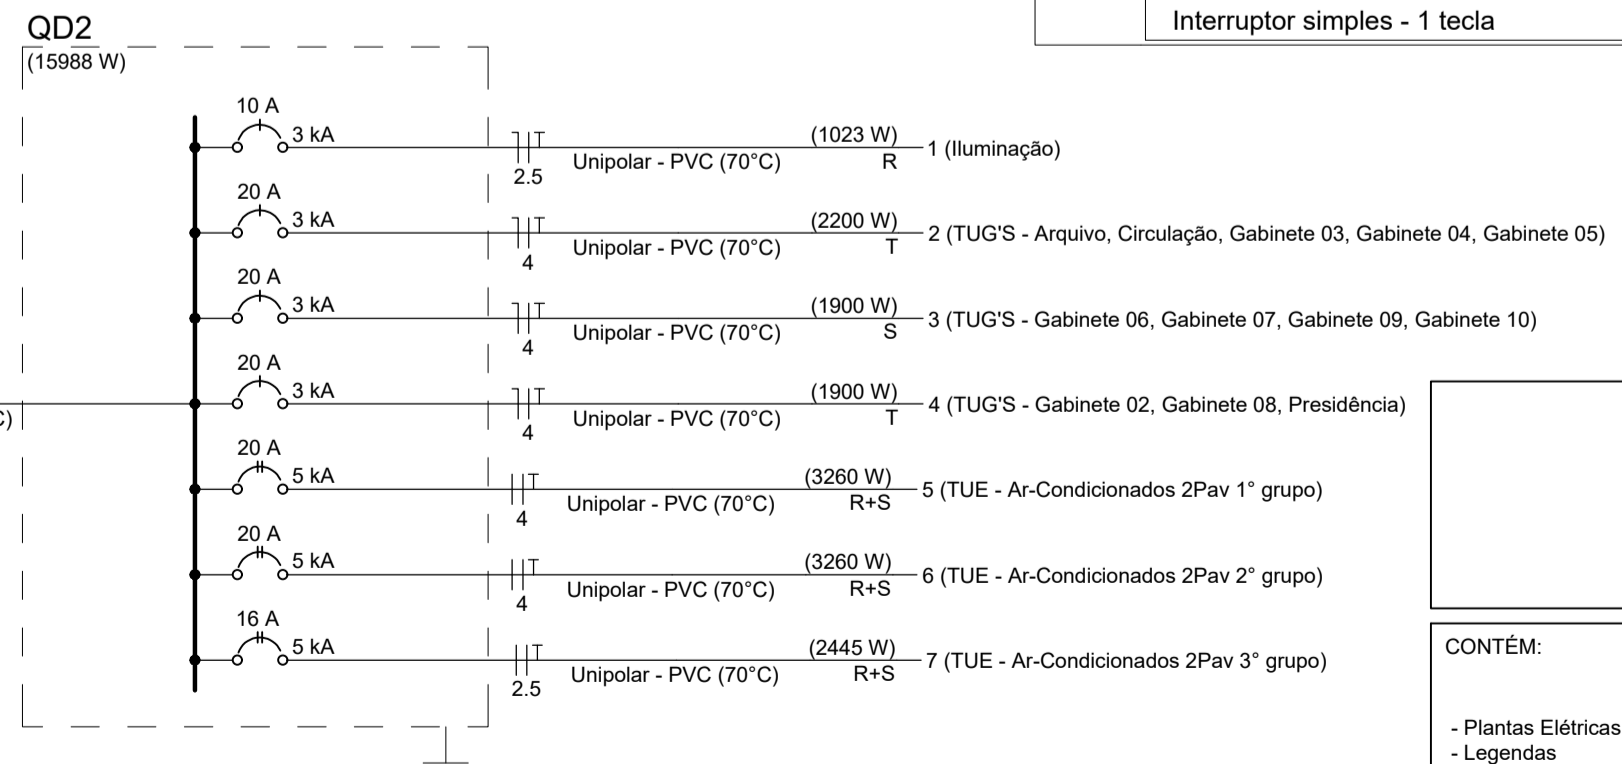 Interruptor simples - 1 tecla
QD2
(15988 W)
10 A
3 kA
2.5
Unipolar - PVC (70°C)
(1023 W)
R
1 (Iluminação)
20 A
3 kA
4
Unipolar - PVC (70°C)
(2200 W)
T
2 (TUG'S - Arquivo, Circulação, Gabinete 03, Gabinete 04, Gabinete 05)
20 A
3 kA
4
Unipolar - PVC (70°C)
(1900 W)
S
3 (TUG'S - Gabinete 06, Gabinete 07, Gabinete 09, Gabinete 10)
20 A
3 kA
4
Unipolar - PVC (70°C)
(1900 W)
T
4 (TUG'S - Gabinete 02, Gabinete 08, Presidência)
C)
20 A
5 kA
4
Unipolar - PVC (70°C)
(3260 W)
R+S
5 (TUE - Ar-Condicionados 2Pav 1° grupo)
20 A
5 kA
4
Unipolar - PVC (70°C)
(3260 W)
R+S
6 (TUE - Ar-Condicionados 2Pav 2° grupo)
16 A
5 kA
2.5
Unipolar - PVC (70°C)
(2445 W)
R+S
7 (TUE - Ar-Condicionados 2Pav 3° grupo)
CONTÉM:
- Plantas Elétricas
- Legendas